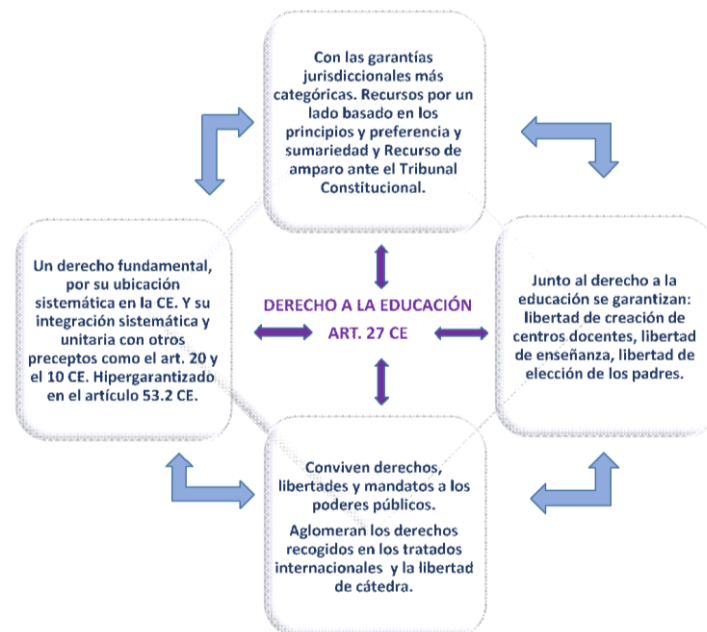 Con las garantías
jurisdiccionales más
categóricas. Recursos por un
lado basado en los
principios y preferencia y
sumariedad y Recurso de
amparo ante el Tribunal
Constitucional.
Un derecho fundamental,
por su ubicación
sistemática en la CE. Y su
integración sistemática y
unitaria con otros
preceptos como el art. 20 y
el 10 CE. Hipergarantizado
en el artículo 53.2 CE.
DERECHO A LA EDUCACIÓN
ART. 27 CE
Junto al derecho a la
educación se garantizan:
libertad de creación de
centros docentes, libertad
de enseñanza, libertad de
elección de los padres.
Conviven derechos,
libertades y mandatos a los
poderes públicos.
Aglomeran los derechos
recogidos en los tratados
internacionales y la libertad
de cátedra.